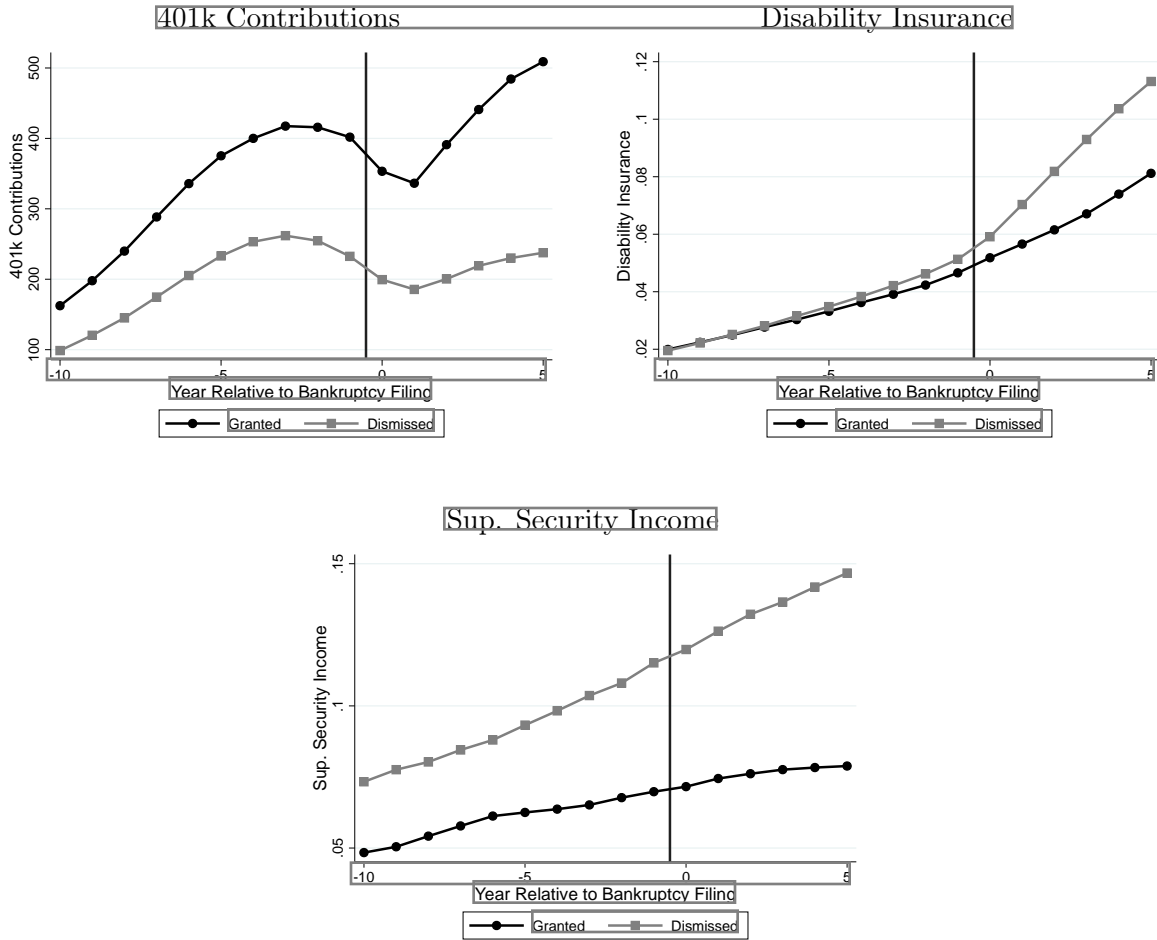 401k Contributions
Disability Insurance
401k Contributions
500
400
300
200
100
-10 -5 0 5
Year Relative to Bankruptcy Filing
Granted Dismissed
Disability Insurance
.12
.1
.08
.06
.04
.02
-10 -5 0 5
Year Relative to Bankruptcy Filing
Granted Dismissed
Sup. Security Income
Sup. Security Income
.15
.1
.05
-10 -5 0 5
Year Relative to Bankruptcy Filing
Granted Dismissed